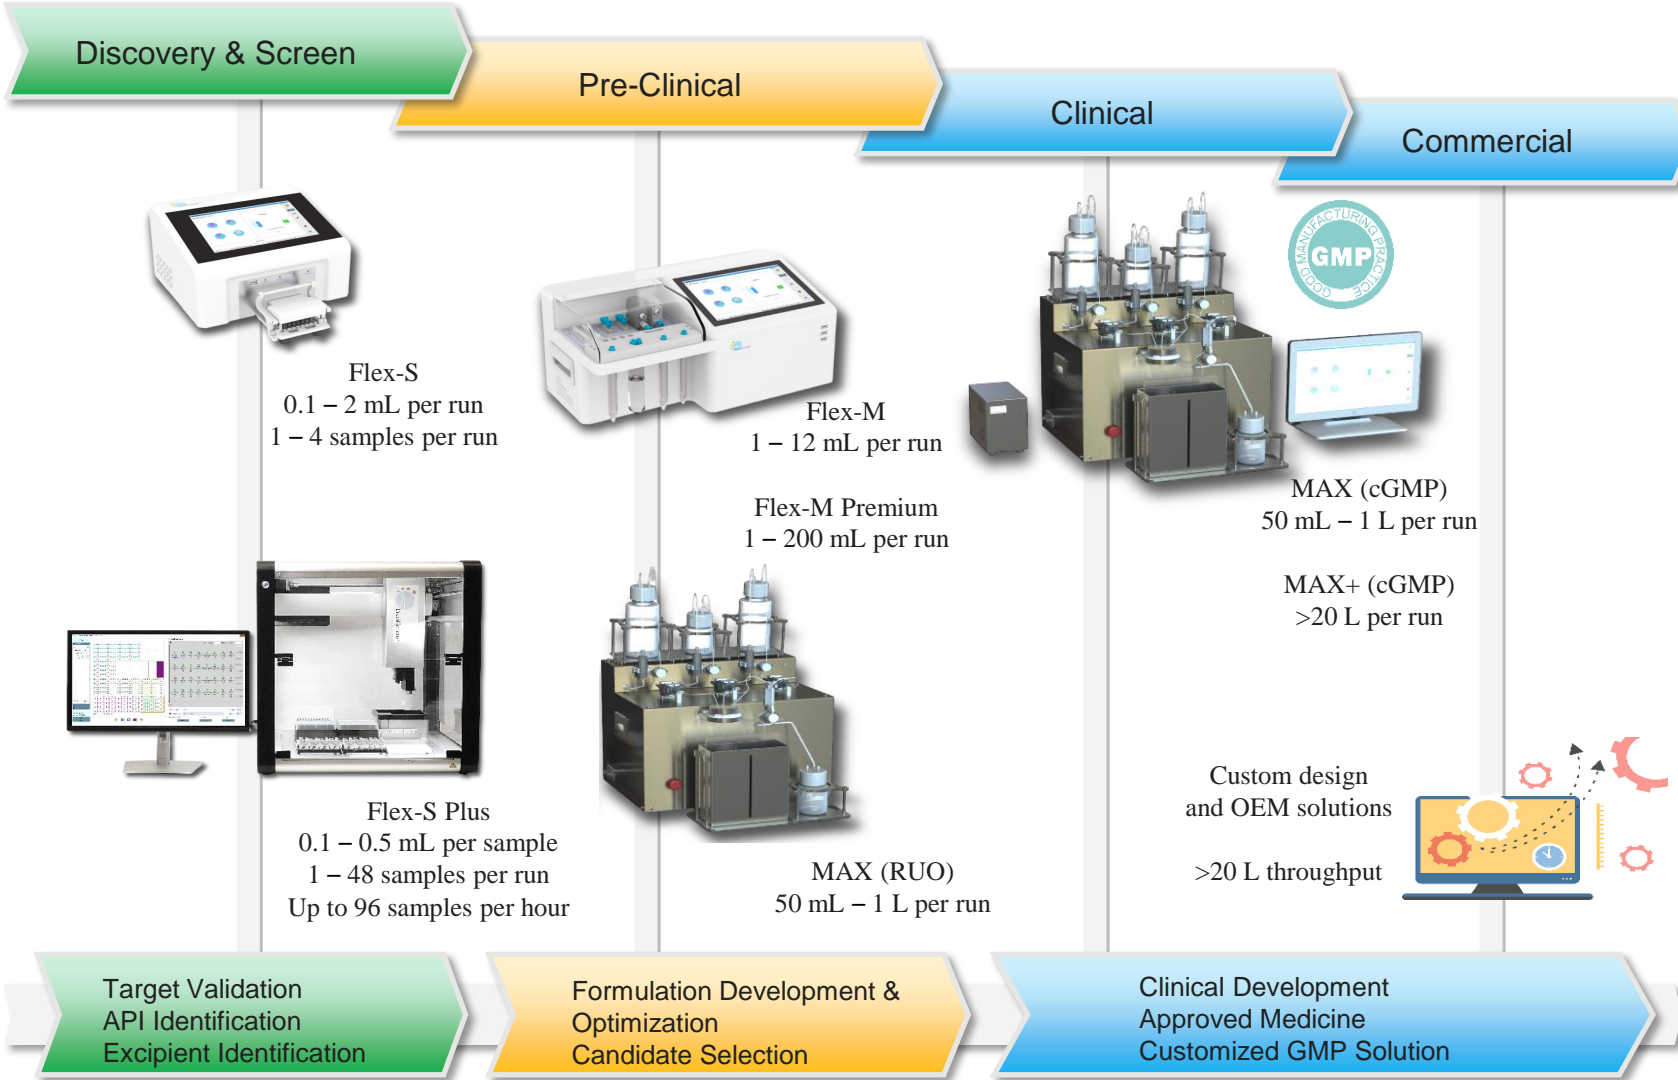 Discovery & Screen
Pre-Clinical
Clinical
Commercial
GOOD MANUFACTURING PRACTICE
GMP
Flex-S
0.1 – 2 mL per run
1 – 4 samples per run
Flex-M
1 – 12 mL per run
Flex-M Premium
1 – 200 mL per run
MAX (cGMP)
50 mL – 1 L per run
MAX+ (cGMP)
>20 L per run
Flex-S Plus
0.1 – 0.5 mL per sample
1 – 48 samples per run
Up to 96 samples per hour
MAX (RUO)
50 mL – 1 L per run
Custom design
and OEM solutions
>20 L throughput
Target Validation
API Identification
Excipient Identification
Formulation Development &
Optimization
Candidate Selection
Clinical Development
Approved Medicine
Customized GMP Solution